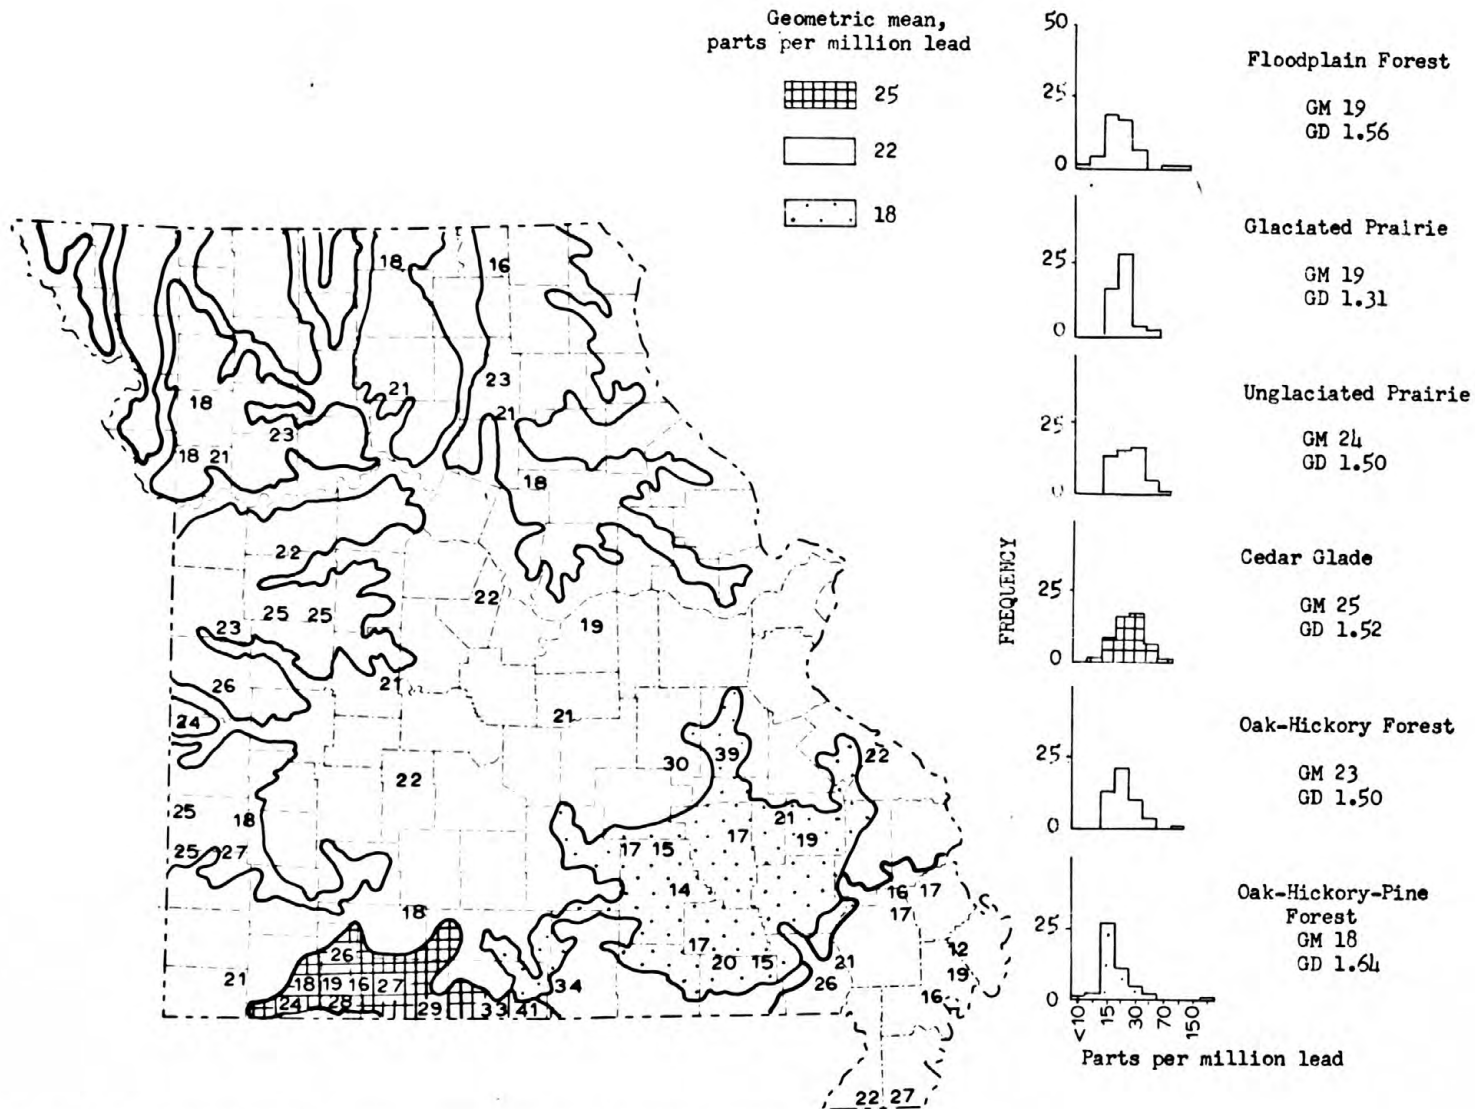 Geometric mean,
parts per million lead
25
22
18
50
25
0
Floodplain Forest
GM 19
GD 1.56
25
0
Glaciated Prairie
GM 19
GD 1.31
25
0
Unglaciated Prairie
GM 24
GD 1.50
25
0
Cedar Glade
GM 25
GD 1.52
FREQUENCY
25
0
Oak-Hickory Forest
GM 23
GD 1.50
25
0
Oak-Hickory-Pine
Forest
GM 18
GD 1.64
<10 15 30 70 150
Parts per million lead
18 16
18 21 23
23 21
18 21 18
22
25 25 22
23 19
26 21
24 21
30 39 22
22
25 18 21
17 19
25 27 17 15
14 16 17
18 17
26 17 12
21 20 15 21 19
18 19 16 27 34 26
24 28 29 33 41 16
22 27